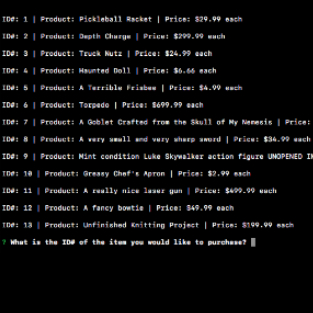 ID#: 1 | Product: Pickleball Racket | Price: $29.99 each
ID#: 2 | Product: Depth Charge | Price: $299.99 each
ID#: 3 | Product: Truck Nutz | Price: $24.99 each
ID#: 4 | Product: Haunted Doll | Price: $6.66 each
ID#: 5 | Product: A Terrible Frisbee | Price: $4.99 each
ID#: 6 | Product: Torpedo | Price: $699.99 each
ID#: 7 | Product: A Goblet Crafted from the Skull of My Nemesis | Price:
ID#: 8 | Product: A very small and very sharp sword | Price: $34.99 each
ID#: 9 | Product: Mint condition Luke Skywalker action figure UNOPENED IN
ID#: 10 | Product: Greasy Chef's Apron | Price: $2.99 each
ID#: 11 | Product: A really nice laser gun | Price: $499.99 each
ID#: 12 | Product: A fancy bowtie | Price: $49.99 each
ID#: 13 | Product: Unfinished Knitting Project | Price: $199.99 each
? What is the ID# of the item you would like to purchase?